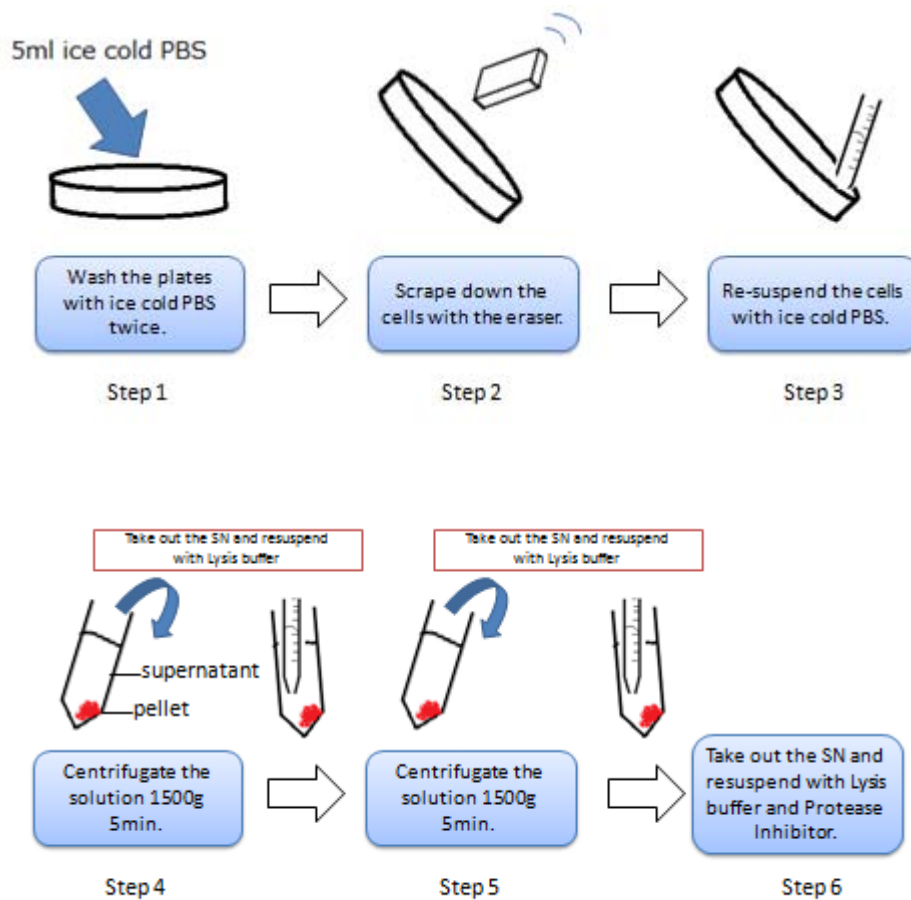 5ml ice cold PBS
Wash the plates
with ice cold PBS
twice.
Scrape down the
cells with the eraser.
Re-suspend the cells
with ice cold PBS.
Step 1
Step 2
Step 3
Take out the SN and resuspend
with Lysis buffer
Take out the SN and resuspend
with Lysis buffer
supernatant
pellet
Centrifugate the
solution 1500g
5min.
Centrifugate the
solution 1500g
5min.
Take out the SN and
resuspend with Lysis
buffer and Protease
Inhibitor.
Step 4
Step 5
Step 6